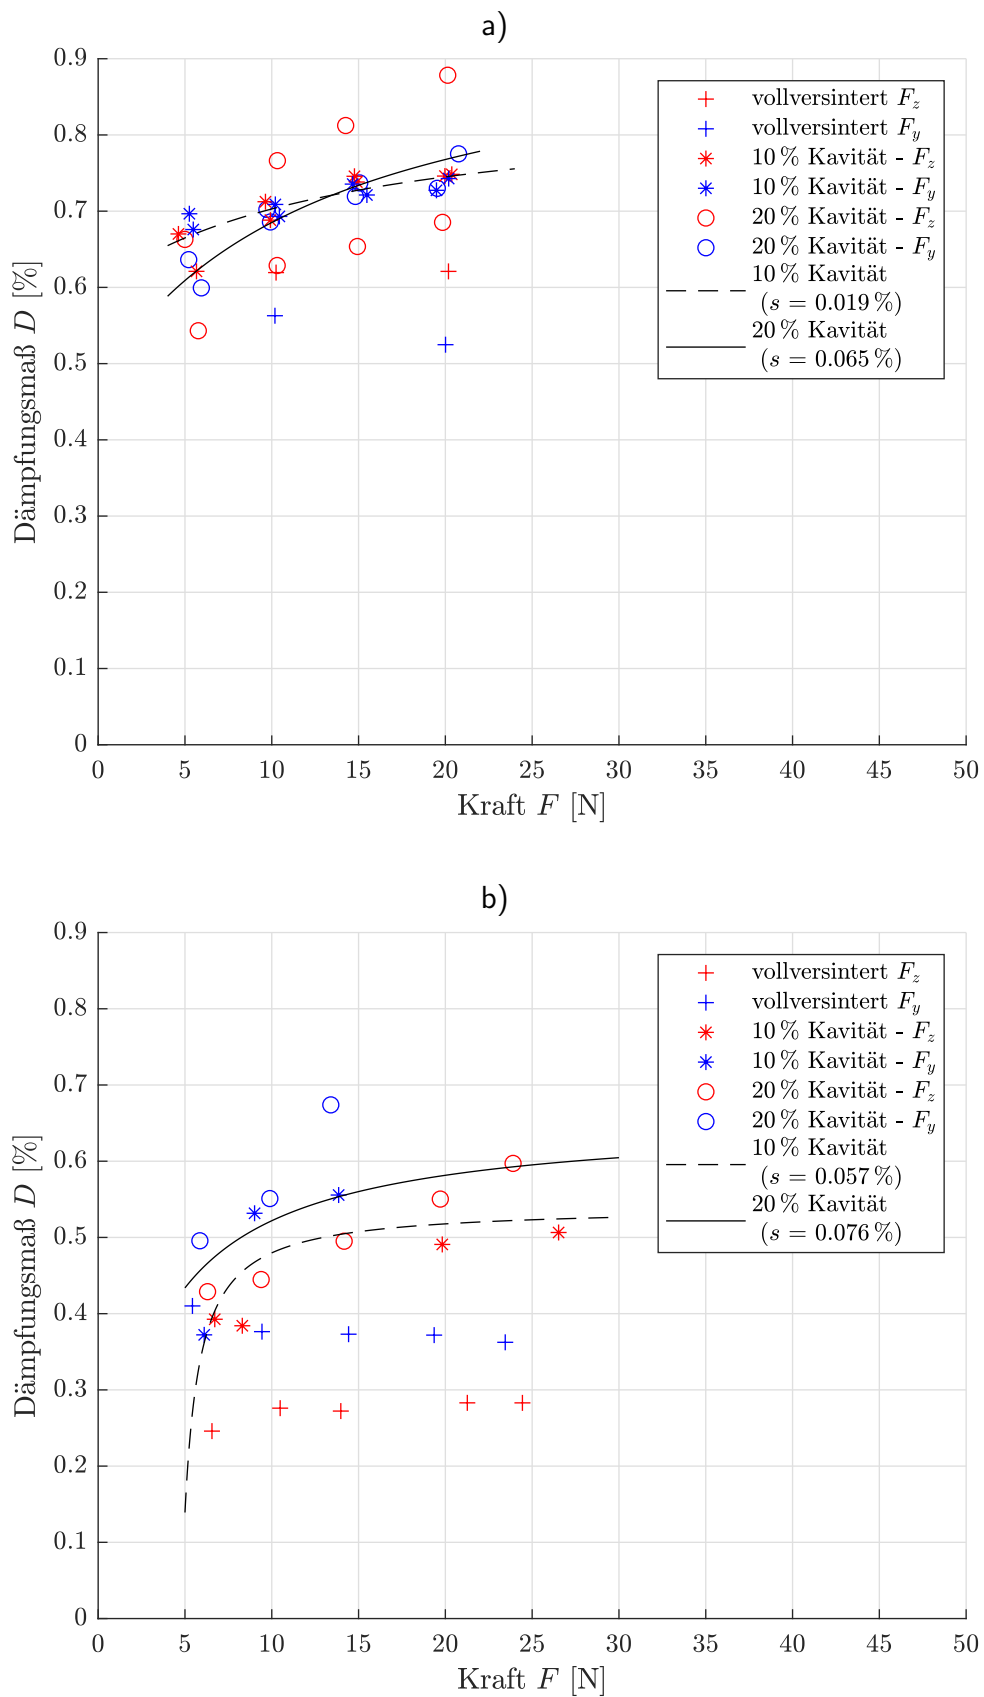 a)
0.9
0.8
0.7
0.6
0.5
0.4
0.3
0.2
0.1
0
Dämpfungsmaß D [%]
0 5 10 15 20 25 30 35 40 45 50
Kraft F [N]
vollversintert F_z
vollversintert F_y
10 % Kavität - F_z
10 % Kavität - F_y
20 % Kavität - F_z
20 % Kavität - F_y
10 % Kavität
(s = 0.019 %)
20 % Kavität
(s = 0.065 %)
b)
0.9
0.8
0.7
0.6
0.5
0.4
0.3
0.2
0.1
0
Dämpfungsmaß D [%]
0 5 10 15 20 25 30 35 40 45 50
Kraft F [N]
vollversintert F_z
vollversintert F_y
10 % Kavität - F_z
10 % Kavität - F_y
20 % Kavität - F_z
20 % Kavität - F_y
10 % Kavität
(s = 0.057 %)
20 % Kavität
(s = 0.076 %)